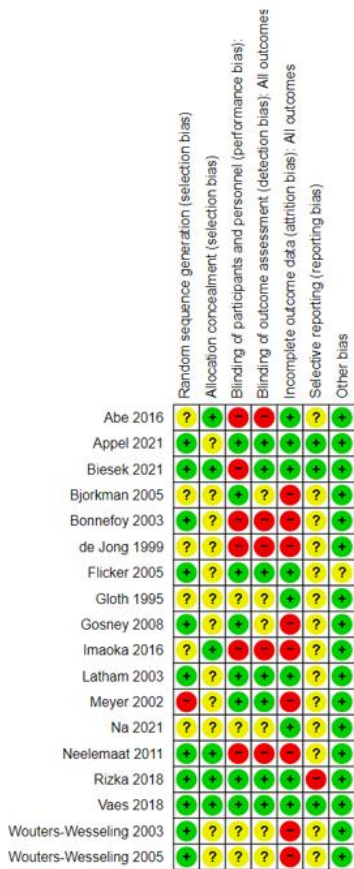 Random sequence generation (selection bias)
Allocation concealment (selection bias)
Blinding of participants and personnel (performance bias):
Blinding of outcome assessment (detection bias): All outcomes
Incomplete outcome data (attrition bias): All outcomes
Selective reporting (reporting bias)
Other bias
Abe 2016 ? + - - + ? +
Appel 2021 + ? + + + + +
Biesek 2021 + + - + + + +
Bjorkman 2005 ? ? + ? - ? +
Bonnefoy 2003 + ? - - - ? +
de Jong 1999 ? ? - - - ? +
Flicker 2005 + ? + + + ? ?
Gloth 1995 ? ? ? ? + ? +
Gosney 2008 + ? + ? - ? +
Imaoka 2016 ? + - - - ? +
Latham 2003 + ? + + + ? +
Meyer 2002 - ? + + - ? +
Na 2021 ? ? ? ? + ? +
Neelemaat 2011 + + - - - ? +
Rizka 2018 + + + + + - +
Vaes 2018 + + + + + + +
Wouters-Wesseling 2003 + ? ? ? - ? +
Wouters-Wesseling 2005 + ? ? ? - ? +